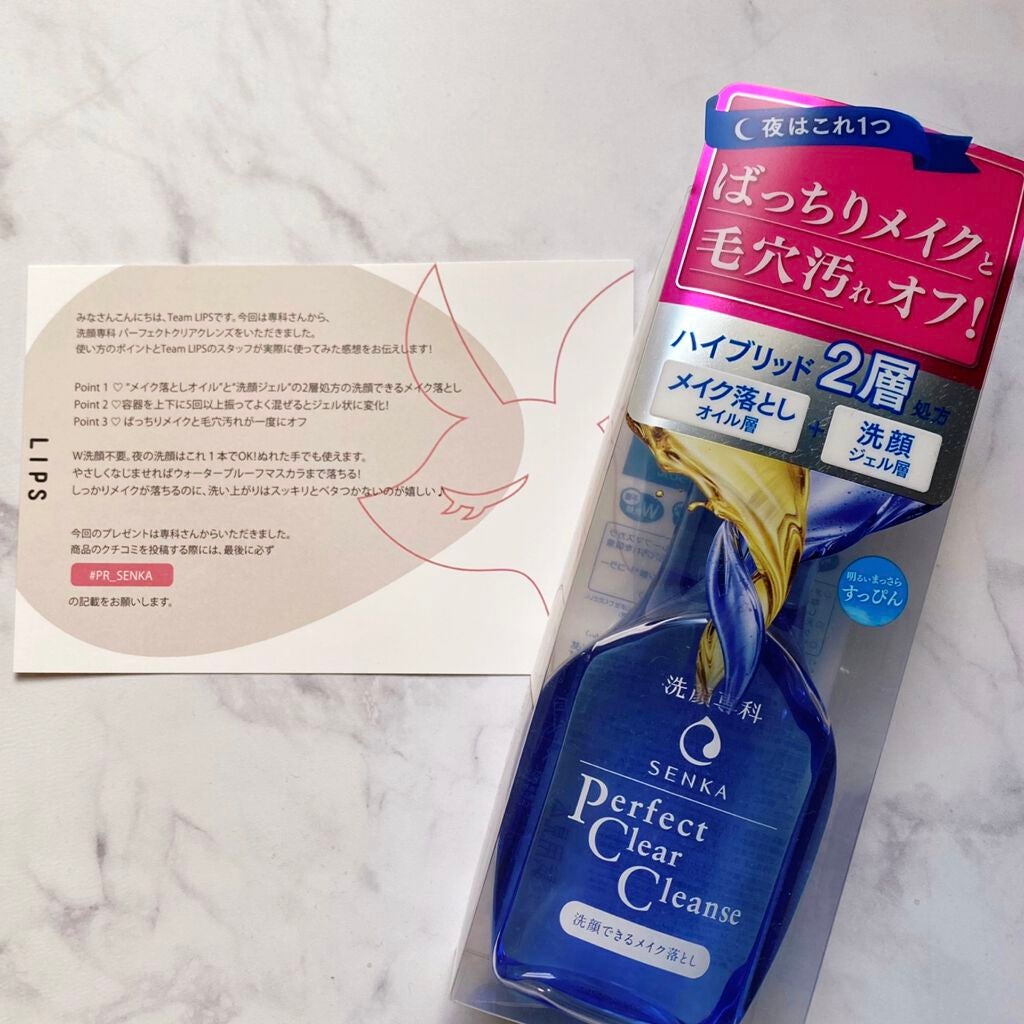 みなさんこんにちは、Team LIPSです。今回は専科さんから、
洗顔専科 パーフェクトクリアクレンズをいただきました。
使い方のポイントとTeam LIPSのスタッフが実際に使ってみた感想をお伝えします!
Point 1 ♡ “メイク落としオイル”と“洗顔ジェル”の2層処方の洗顔できるメイク落とし
Point 2 ♡容器を上下に5回以上振ってよく混ぜるとジェル状に変化!
Point 3 ♡ ばっちりメイクと毛穴汚れが一度にオフ
W洗顔不要。夜の洗顔はこれ1本でOK!ぬれた手でも使えます。
やさしくなじませればウォータープルーフマスカラまで落ちる!
しっかりメイクが落ちるのに、洗い上がりはスッキリとベタつかないのが嬉しい♪
今回のプレゼントは専科さんからいただきました。
商品のクチコミを投稿する際には、最後に必ず
#PR_SENKA
の記載をお願いします。
LIPS
夜はこれ1つ
ばっちりメイクと
毛穴汚れオフ!
ハイブリッド2層処方
メイク落とし
オイル層
+
洗顔
ジェル層
明るいまっさら
すっぴん
洗顔専科
SENKA
Perfect
Clear
Cleanse
洗顔できるメイク落とし